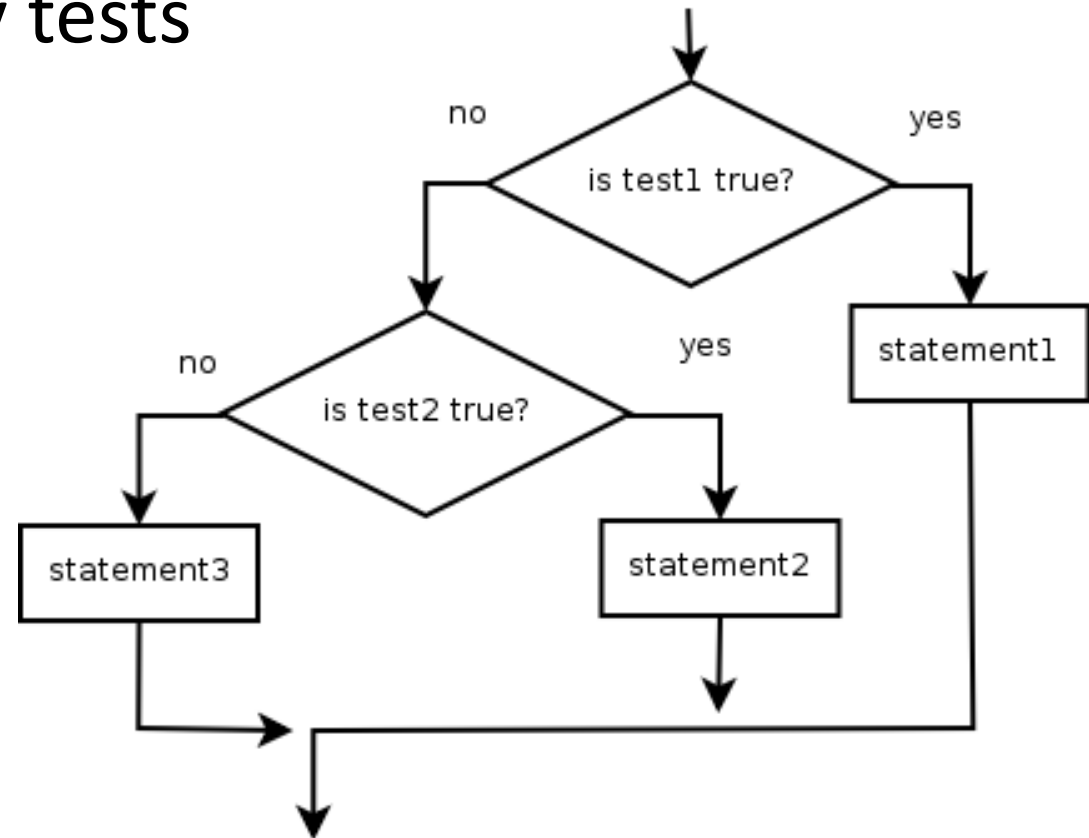 tests
no
yes
is test1 true?
no
yes
is test2 true?
statement1
statement3
statement2